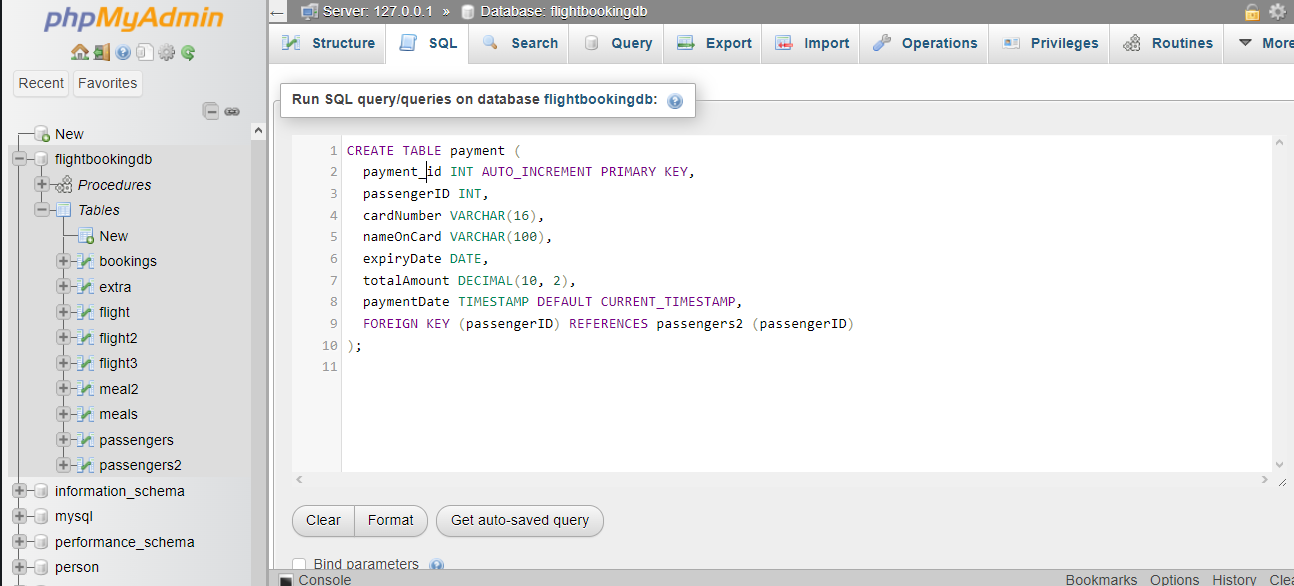 phpMyAdmin
Recent Favorites
New
flightbookingdb
Procedures
Tables
New
bookings
extra
flight
flight2
flight3
meal2
meals
passengers
passengers2
information_schema
mysql
performance_schema
person
Server: 127.0.0.1 » Database: flightbookingdb
Structure SQL Search Query Export Import Operations Privileges Routines More
Run SQL query/queries on database flightbookingdb:
1 CREATE TABLE payment (
2 payment_id INT AUTO_INCREMENT PRIMARY KEY,
3 passengerID INT,
4 cardNumber VARCHAR(16),
5 nameOnCard VARCHAR(100),
6 expiryDate DATE,
7 totalAmount DECIMAL(10, 2),
8 paymentDate TIMESTAMP DEFAULT CURRENT_TIMESTAMP,
9 FOREIGN KEY (passengerID) REFERENCES passengers2 (passengerID)
10 );
11
Clear Format Get auto-saved query
Bind parameters
Console Bookmarks Options History Clea